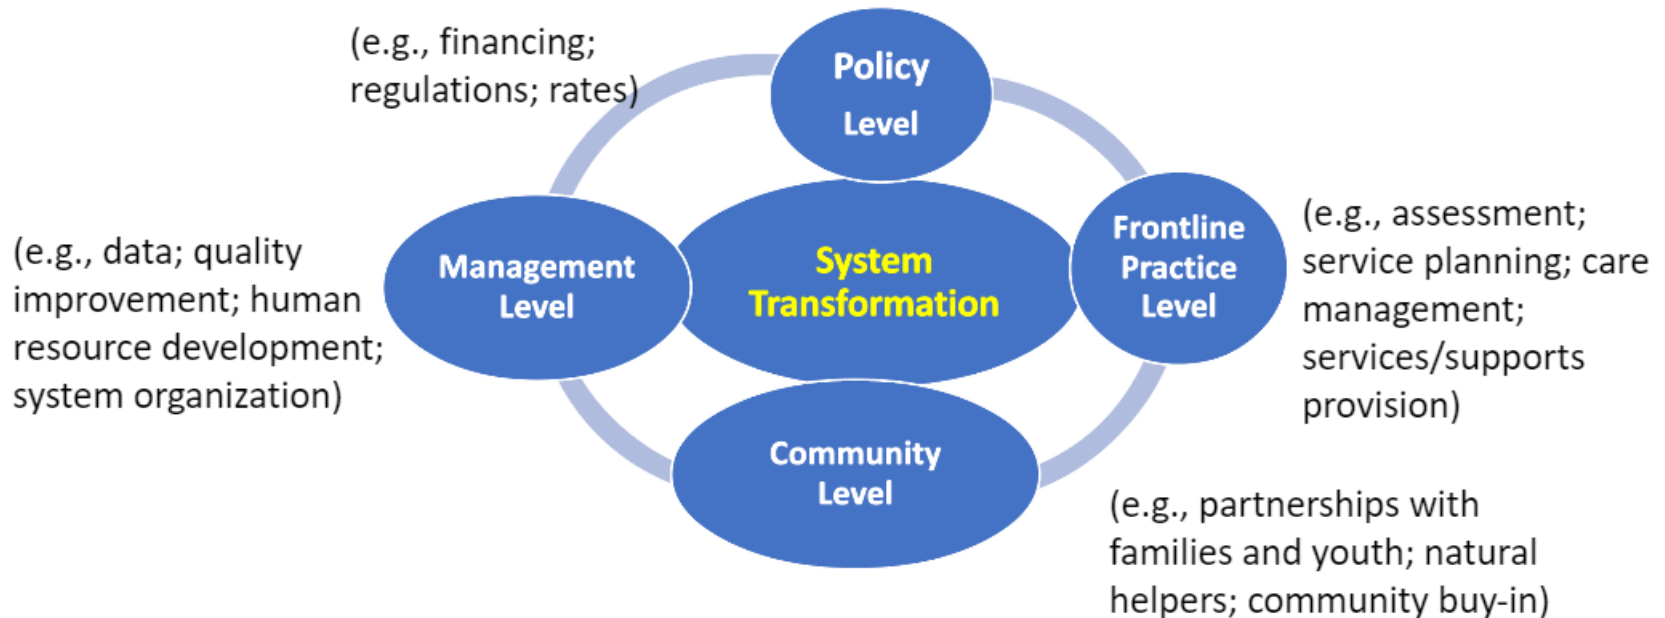 (e.g., financing;
regulations; rates)
Policy
Level
Frontline
Practice
Level
(e.g., assessment;
service planning; care
management;
services/supports
provision)
(e.g., data; quality
improvement; human
resource development;
system organization)
Management
Level
System
Transformation
Community
Level
(e.g., partnerships with
families and youth; natural
helpers; community buy-in)